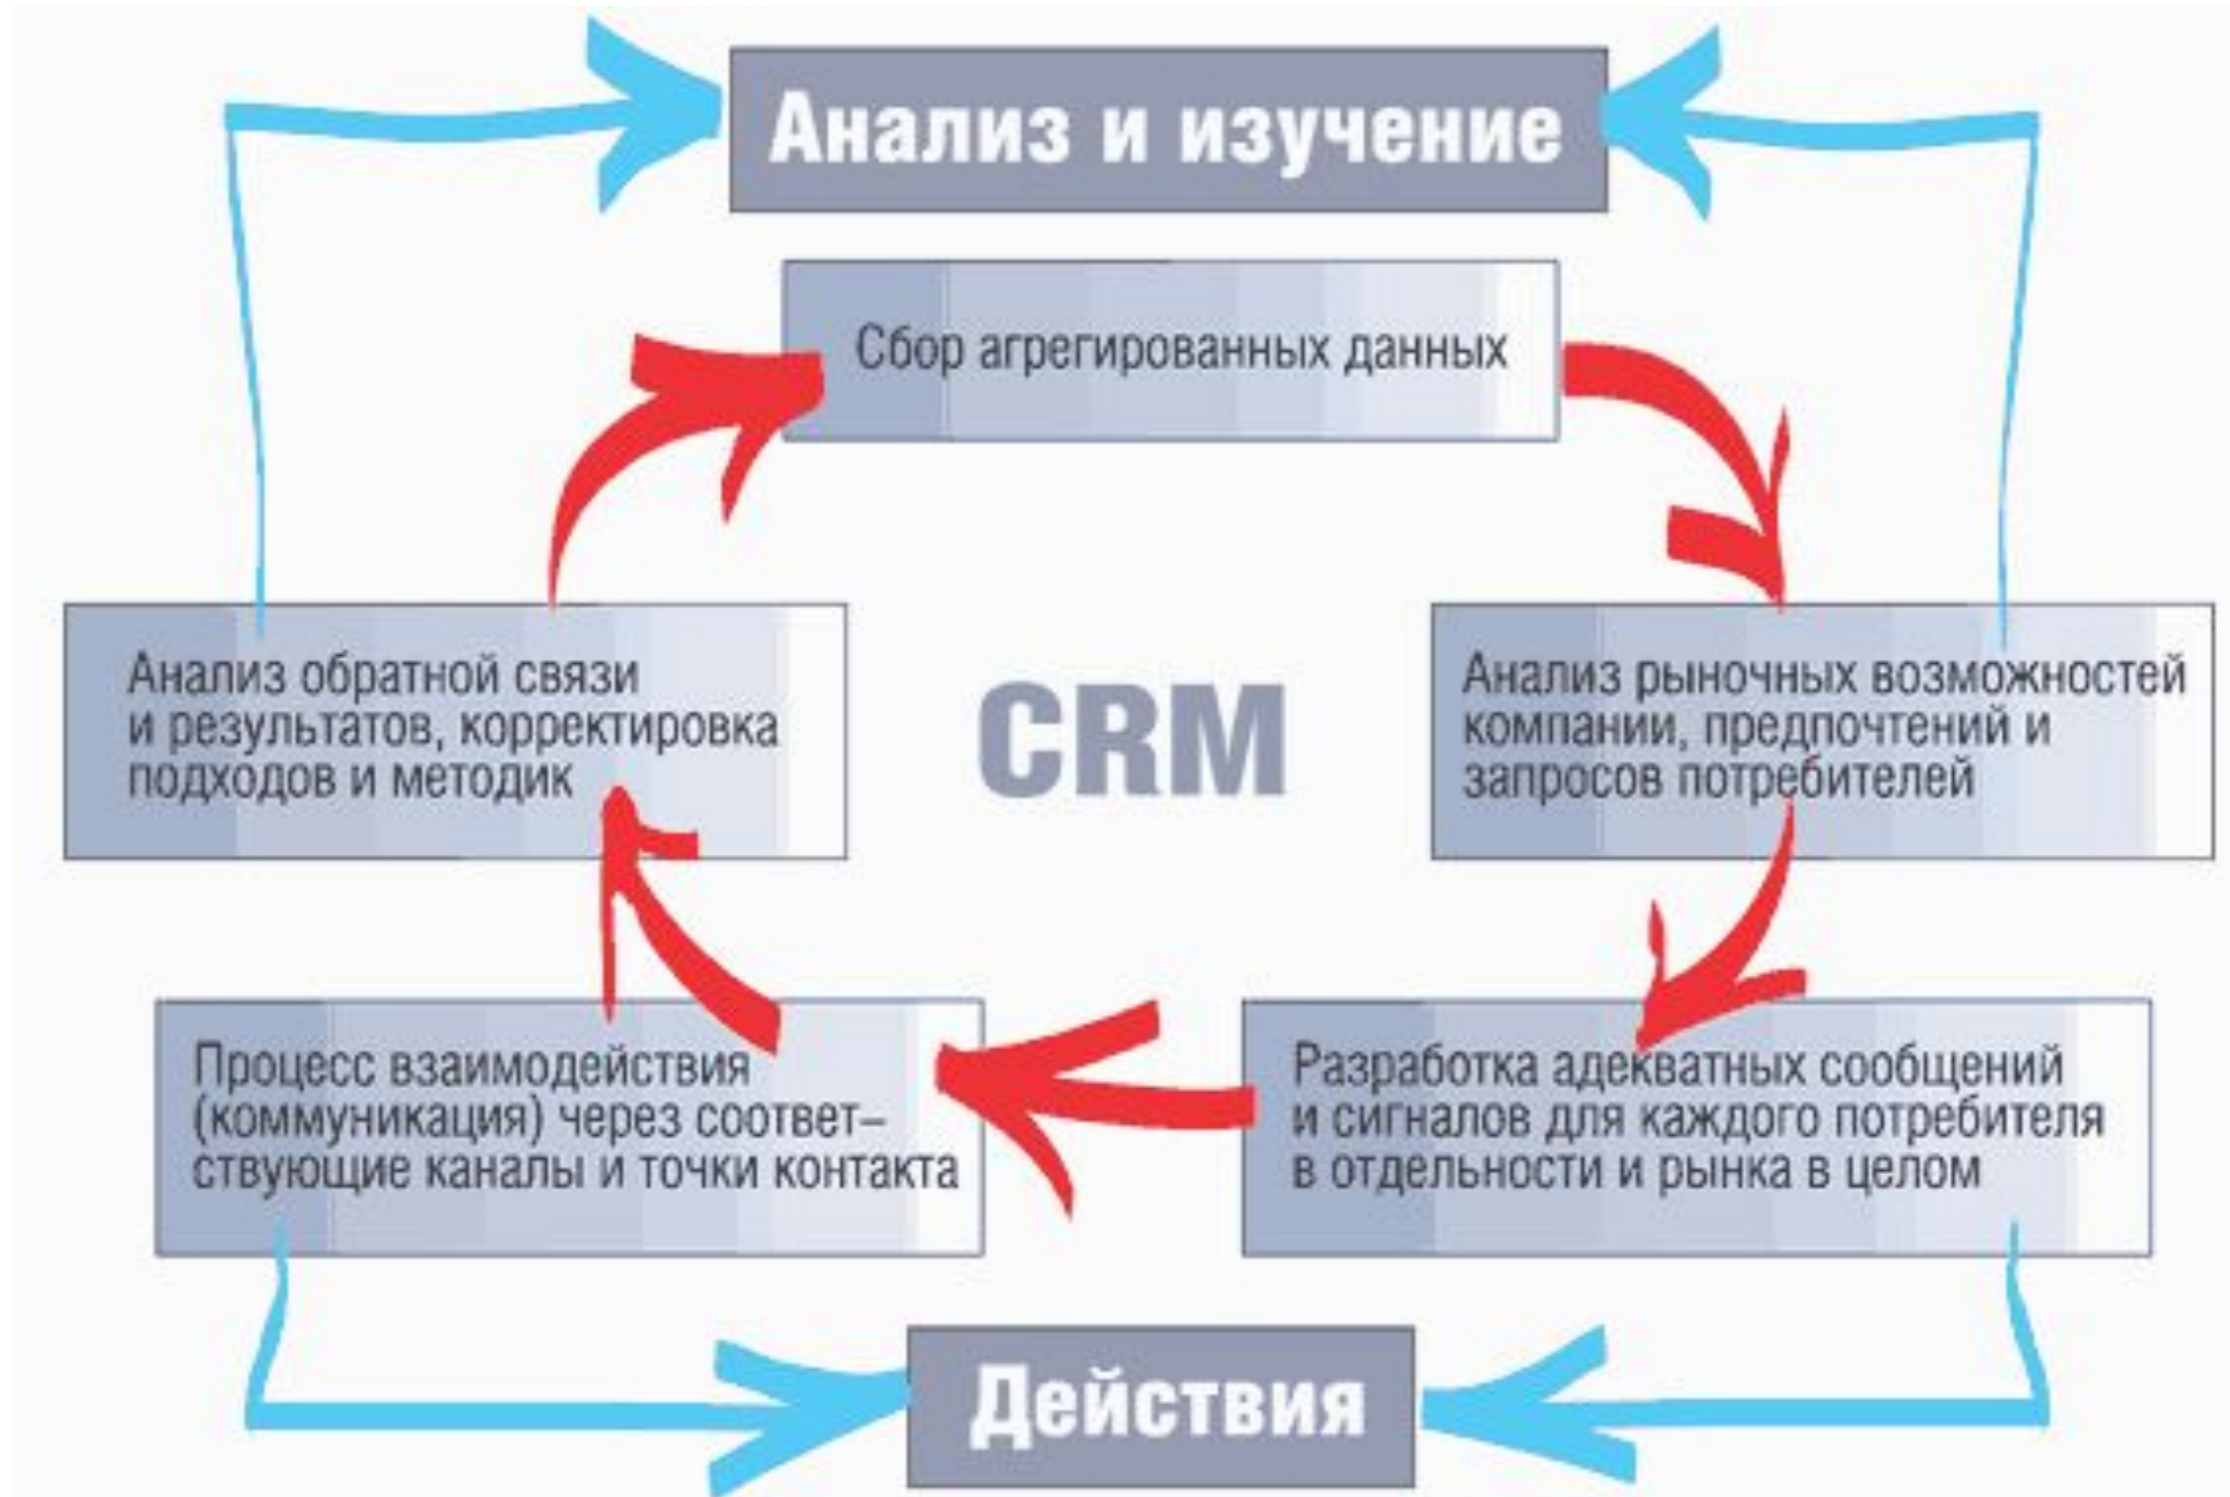 Анализ и изучение
Сбор агрегированных данных
Анализ обратной связи
и результатов, корректировка
подходов и методик
CRM
Анализ рыночных возможностей
компании, предпочтений и
запросов потребителей
Процесс взаимодействия
(коммуникация) через соответ–
ствующие каналы и точки контакта
Разработка адекватных сообщений
и сигналов для каждого потребителя
в отдельности и рынка в целом
Действия